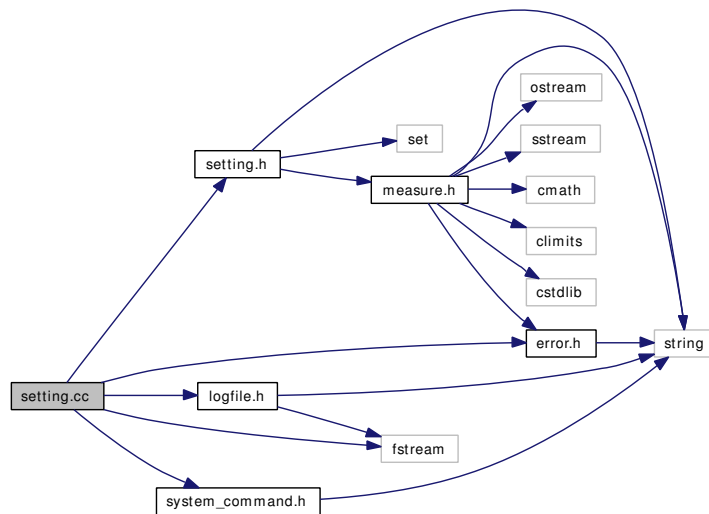 ostream
sstream
set
setting.h
measure.h
cmath
climits
cstdlib
error.h
string
setting.cc
logfile.h
fstream
system_command.h